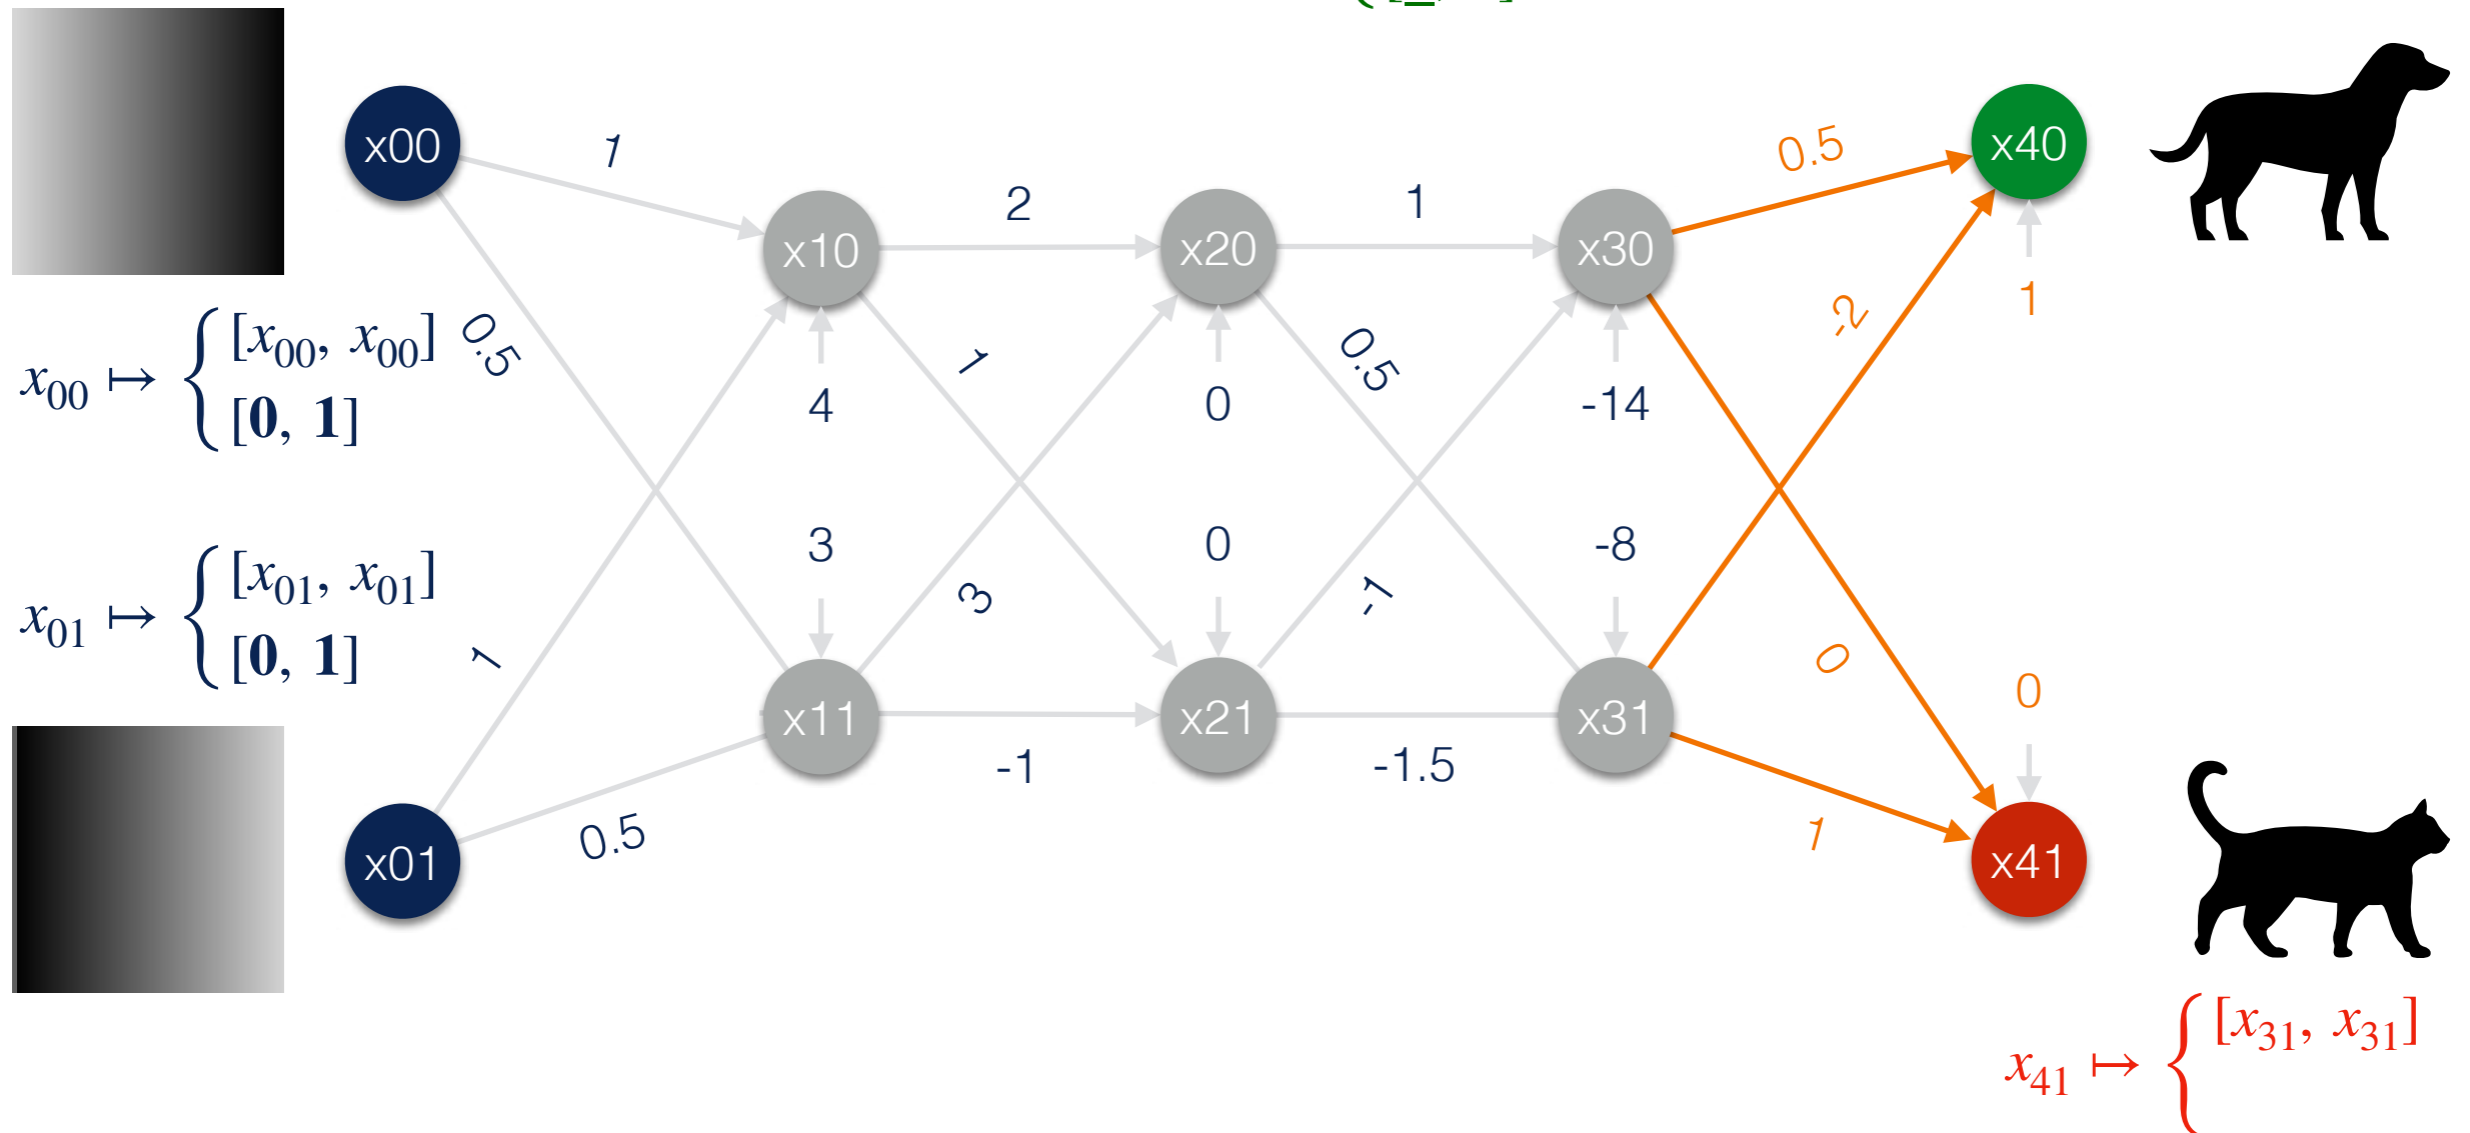 x00
1
0.5
x40
x10
2
x20
1
x30
-2
1
x00 ↦ { [x00, x00]
[0, 1]
0.5
4
1
0
0.5
-14
x01 ↦ { [x01, x01]
[0, 1]
1
3
3
0
-1
-8
0
0
x01
0.5
x11
-1
x21
-1.5
x31
1
x41
x41 ↦ { [x31, x31]